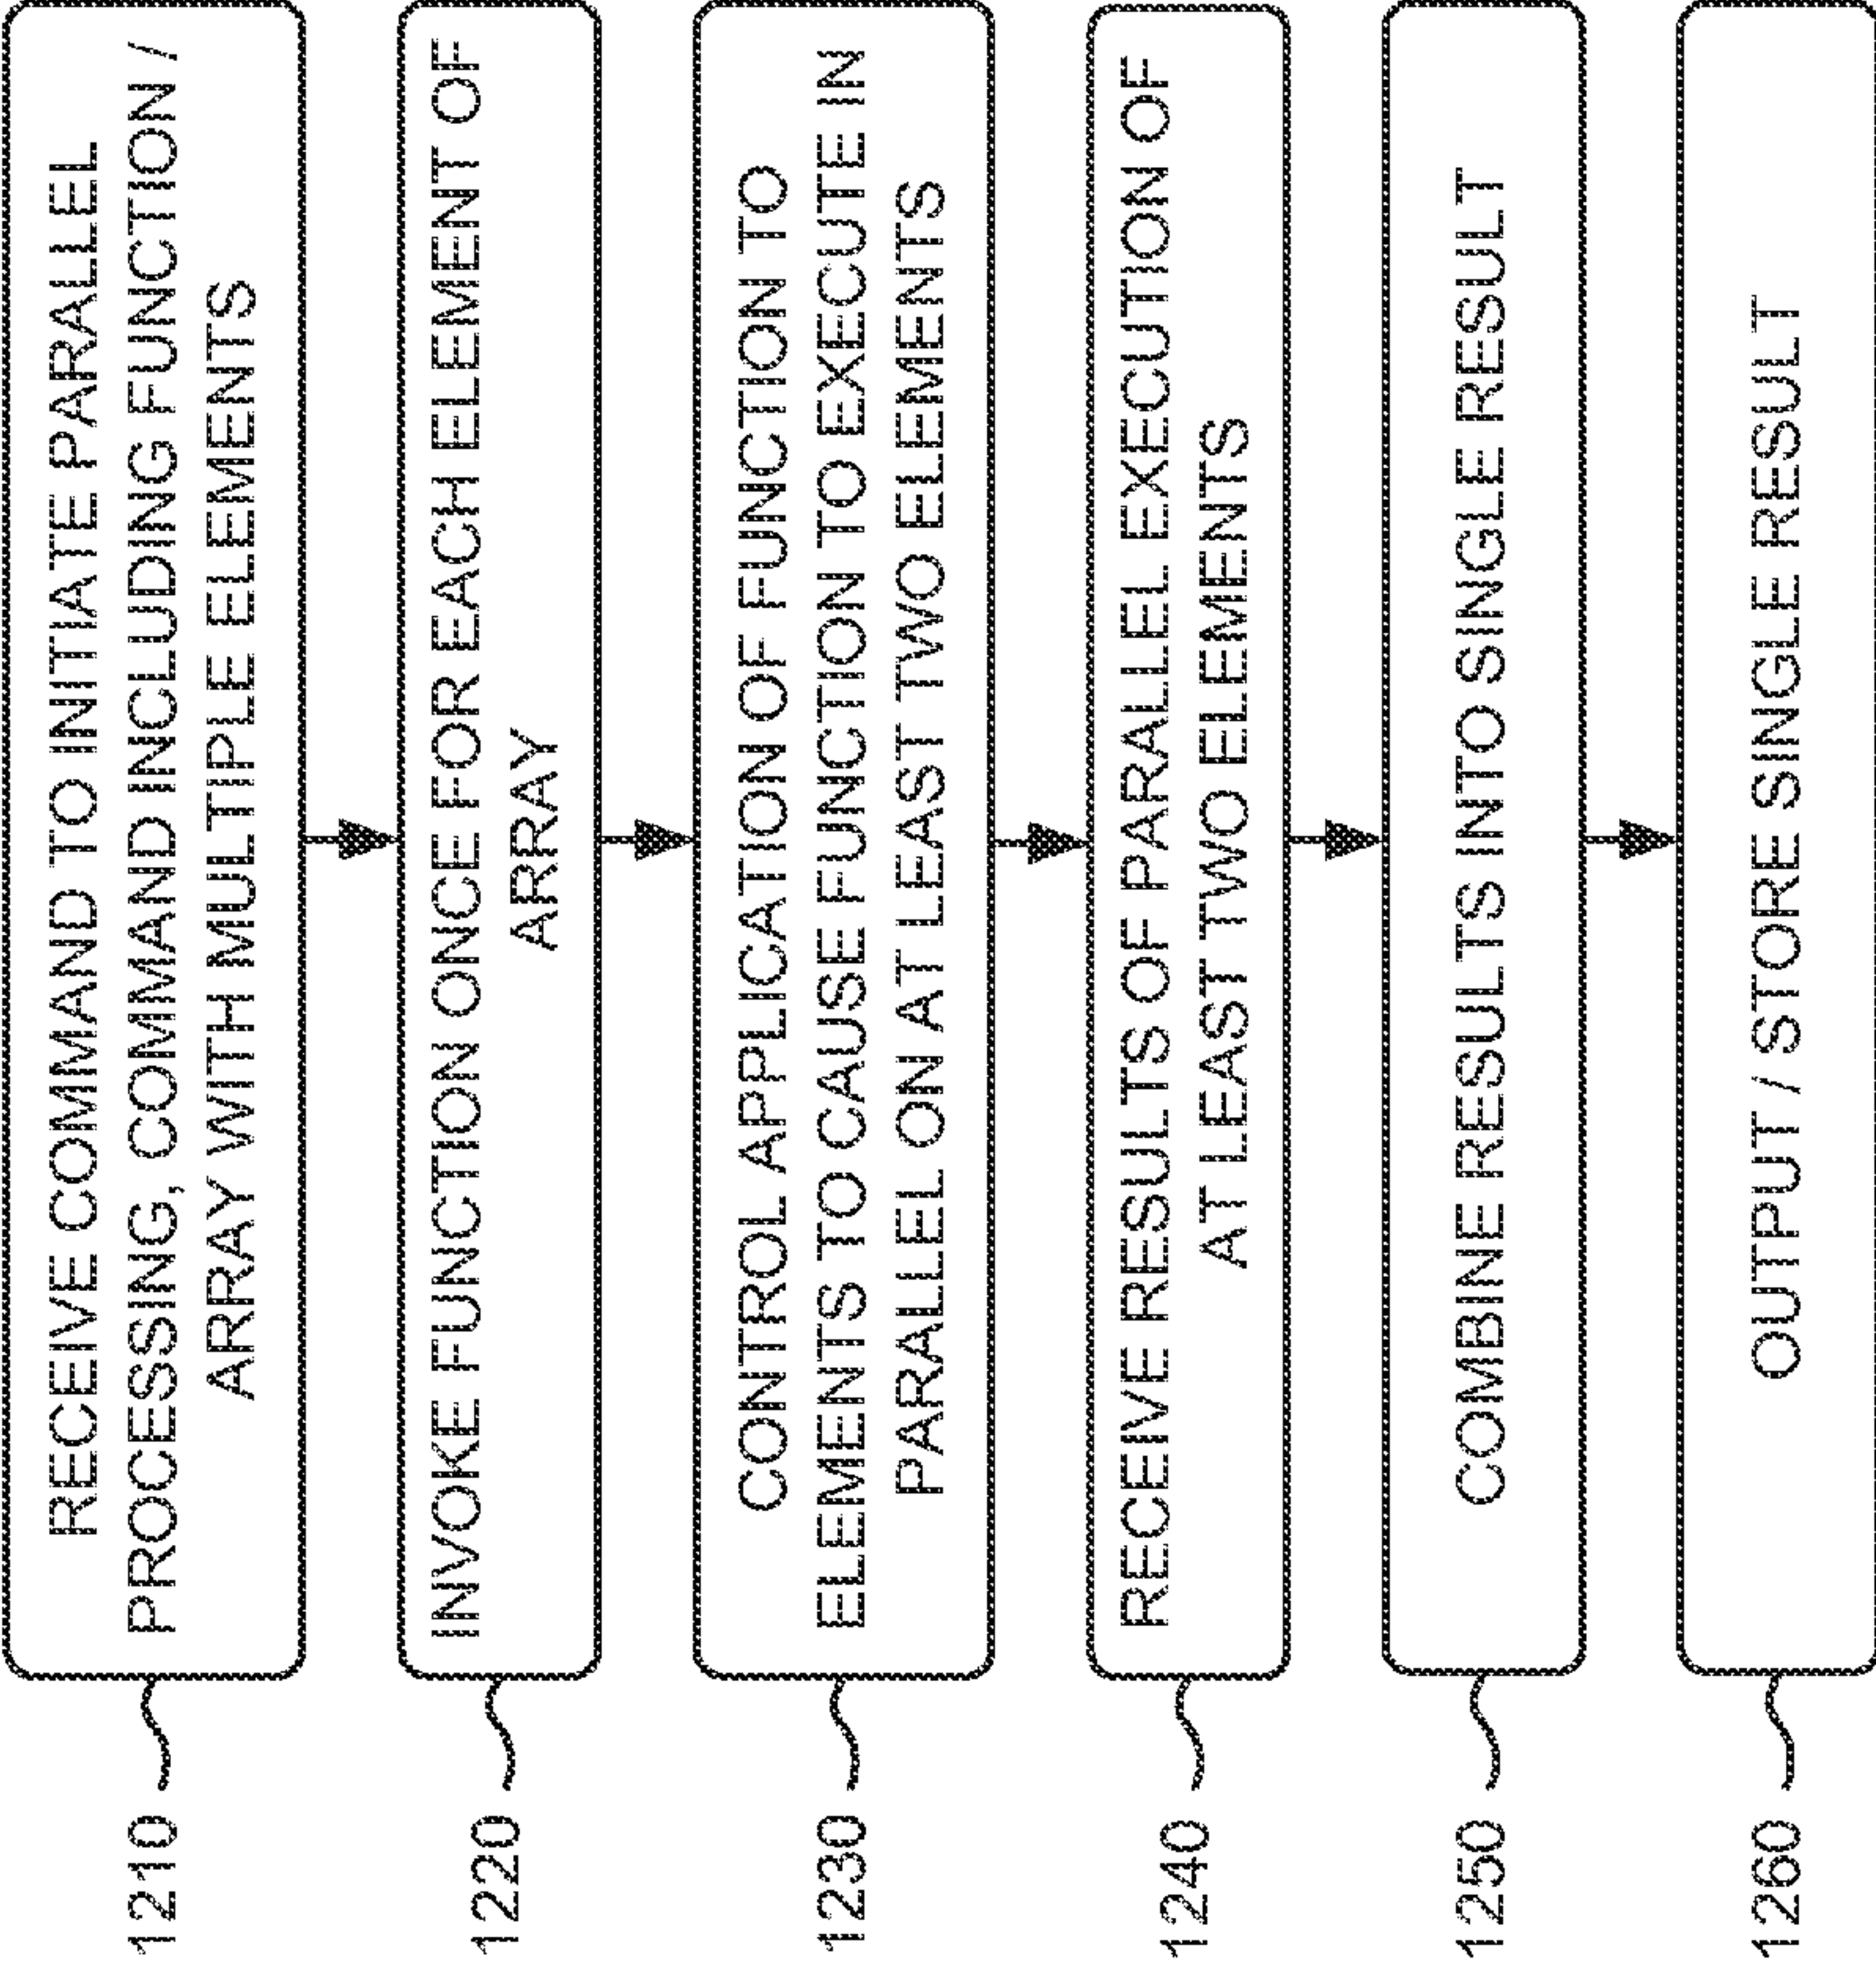 1210
RECEIVE COMMAND TO INITIATE PARALLEL
PROCESSING, COMMAND INCLUDING FUNCTION /
ARRAY WITH MULTIPLE ELEMENTS
1220
INVOKE FUNCTION ONCE FOR EACH ELEMENT OF
ARRAY
1230
CONTROL APPLICATION OF FUNCTION TO
ELEMENTS TO CAUSE FUNCTION TO EXECUTE IN
PARALLEL ON AT LEAST TWO ELEMENTS
1240
RECEIVE RESULTS OF PARALLEL EXECUTION OF
AT LEAST TWO ELEMENTS
1250
COMBINE RESULTS INTO SINGLE RESULT
1260
OUTPUT / STORE SINGLE RESULT